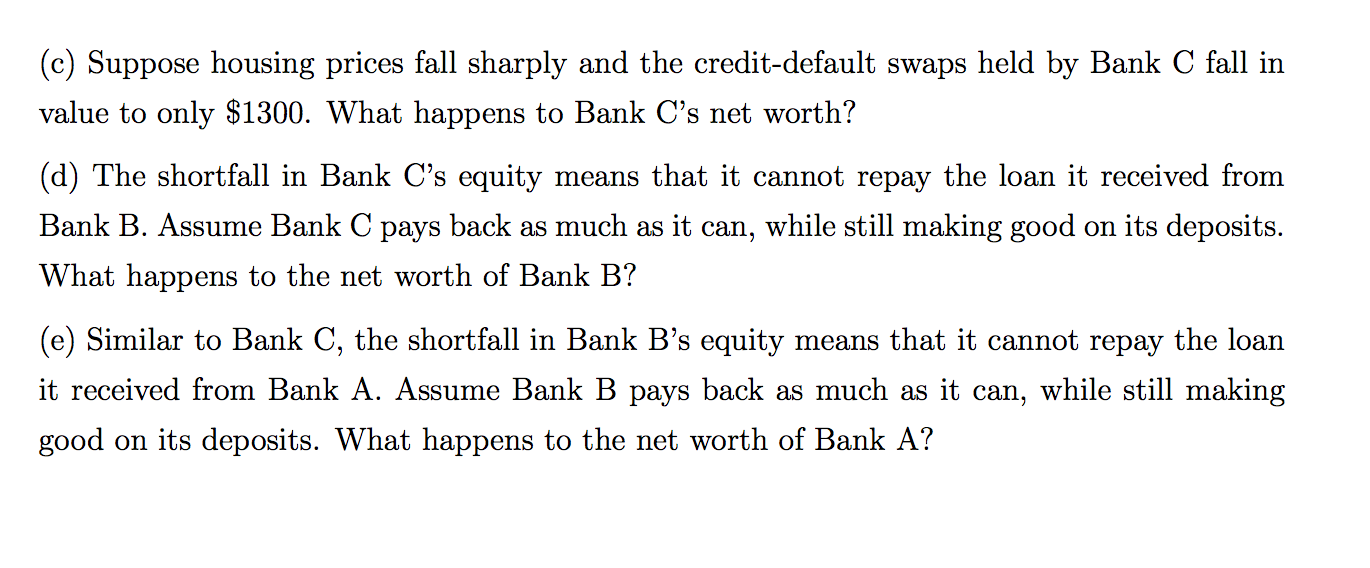 (c) Suppose housing prices fall sharply and the credit-default swaps held by Bank C fall in
value to only $1300. What happens to Bank C's net worth?
(d) The shortfall in Bank C's equity means that it cannot repay the loan it received from
Bank B. Assume Bank C pays back as much as it can, while still making good on its deposits.
What happens to the net worth of Bank B?
(e) Similar to Bank C, the shortfall in Bank B's equity means that it cannot repay the loan
it received from Bank A. Assume Bank B pays back as much as it can, while still making
good on its deposits. What happens to the net worth of Bank A?